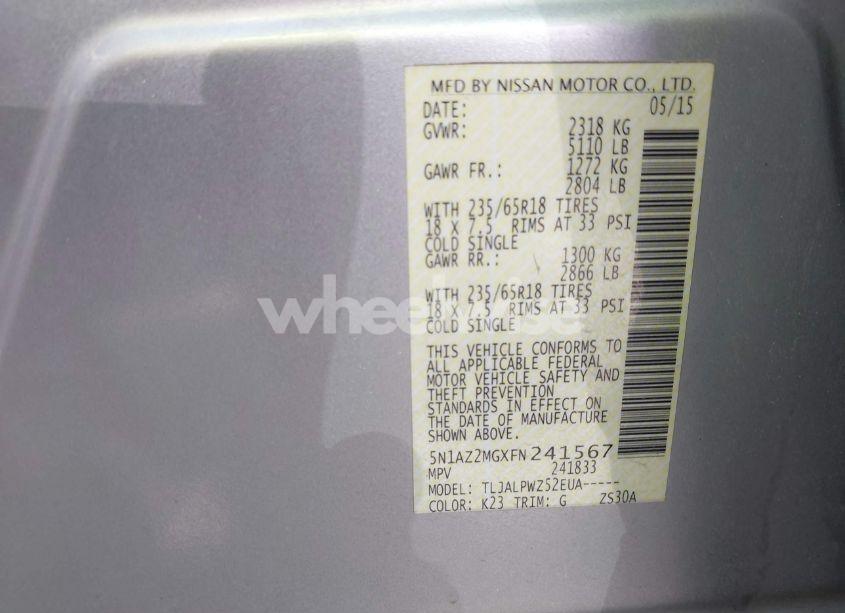 MFD BY NISSAN MOTOR CO., LTD.
DATE: 05/15
GVWR: 2318 KG
5110 LB
GAWR FR.: 1272 KG
2804 LB
WITH 235/65R18 TIRES
18 X 7.5 RIMS AT 33 PSI
COLD SINGLE
GAWR RR.: 1300 KG
2866 LB
WITH 235/65R18 TIRES
18 X 7.5 RIMS AT 33 PSI
COLD SINGLE
wheelwise
THIS VEHICLE CONFORMS TO
ALL APPLICABLE FEDERAL
MOTOR VEHICLE SAFETY AND
THEFT PREVENTION
STANDARDS IN EFFECT ON
THE DATE OF MANUFACTURE
SHOWN ABOVE.
5N1AZ2MGXFN241567
MPV 241833
MODEL: TLJALPWZ52EUA-----
COLOR: K23 TRIM: G ZS30A